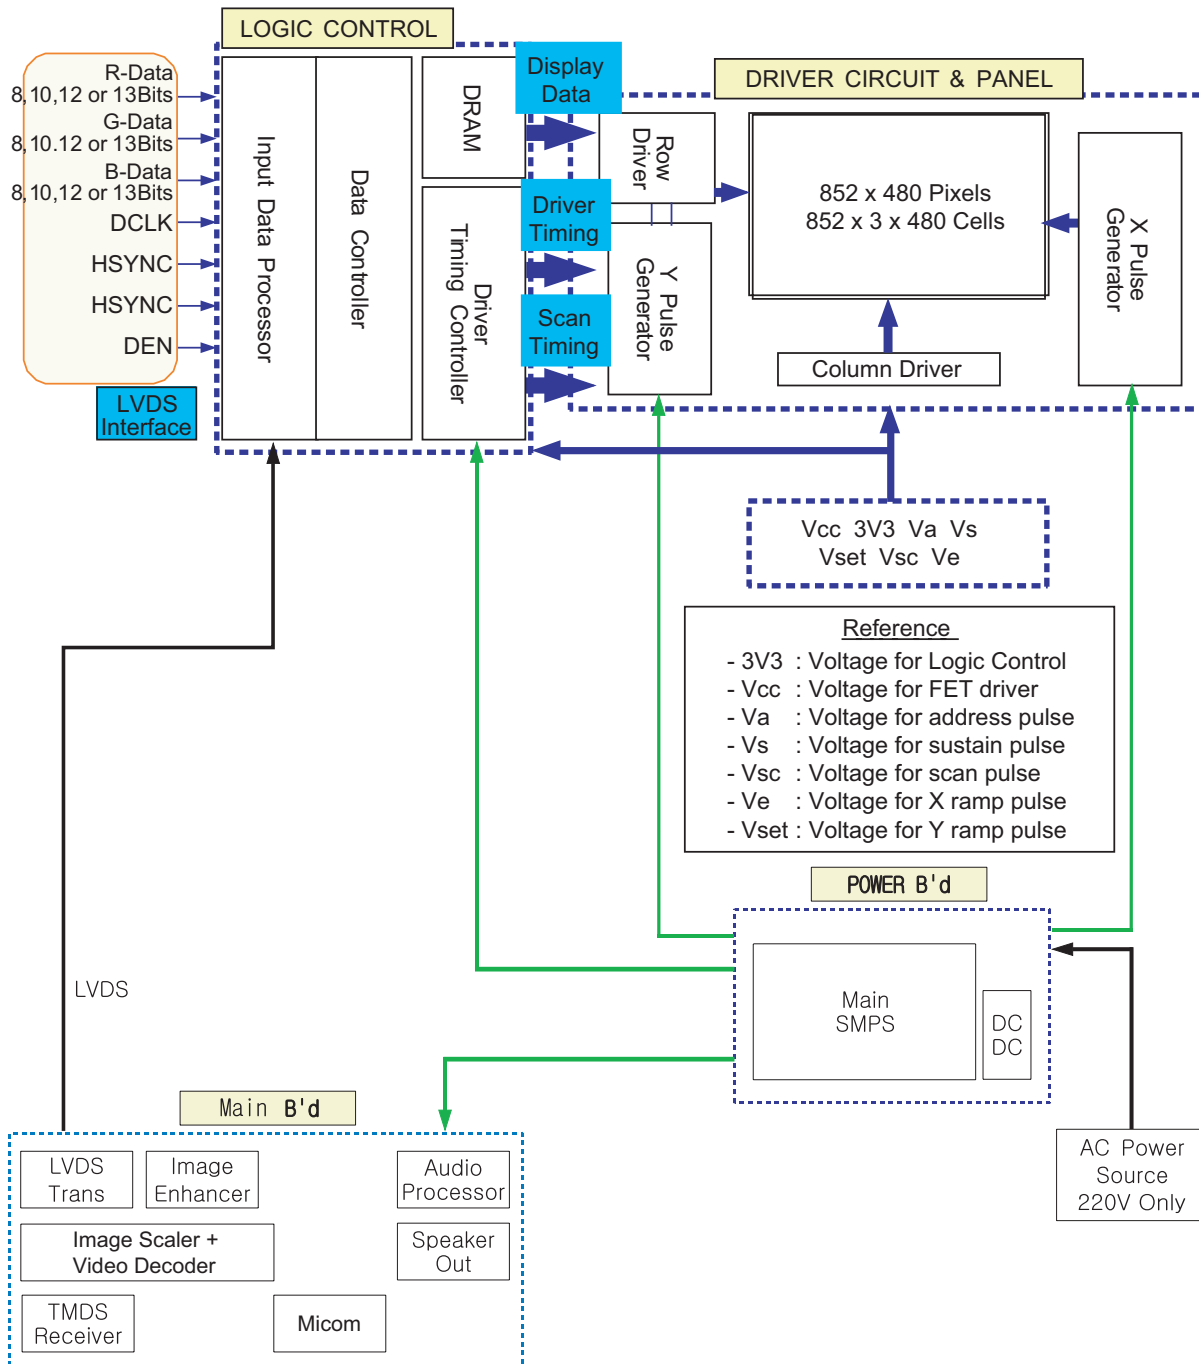 LOGIC CONTROL
R-Data
8,10,12 or 13Bits
G-Data
8,10.12 or 13Bits
B-Data
8,10,12 or 13Bits
DCLK
HSYNC
HSYNC
DEN
LVDS
Interface
Input Data Processor
Data Controller
DRAM
Driver
Timing Controller
Display
Data
Driver
Timing
Scan
Timing
DRIVER CIRCUIT & PANEL
Row
Driver
Y Pulse
Generator
852 x 480 Pixels
852 x 3 x 480 Cells
Column Driver
X Pulse
Generator
Vcc 3V3 Va Vs
Vset Vsc Ve
Reference
- 3V3 : Voltage for Logic Control
- Vcc : Voltage for FET driver
- Va : Voltage for address pulse
- Vs : Voltage for sustain pulse
- Vsc : Voltage for scan pulse
- Ve : Voltage for X ramp pulse
- Vset : Voltage for Y ramp pulse
POWER B'd
Main
SMPS
DC
DC
LVDS
AC Power
Source
220V Only
Main B'd
LVDS
Trans
Image
Enhancer
Audio
Processor
Image Scaler +
Video Decoder
Speaker
Out
TMDS
Receiver
Micom